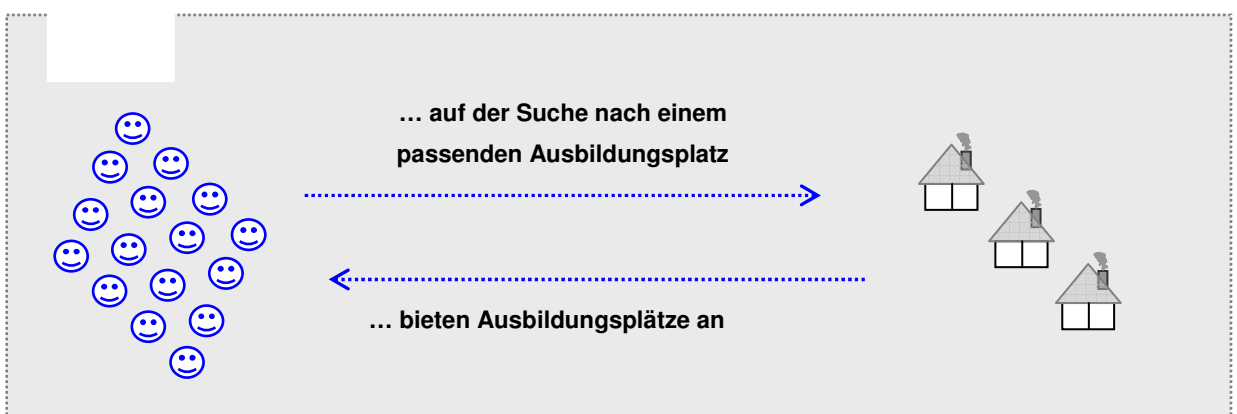 … auf der Suche nach einem
passenden Ausbildungsplatz
… bieten Ausbildungsplätze an